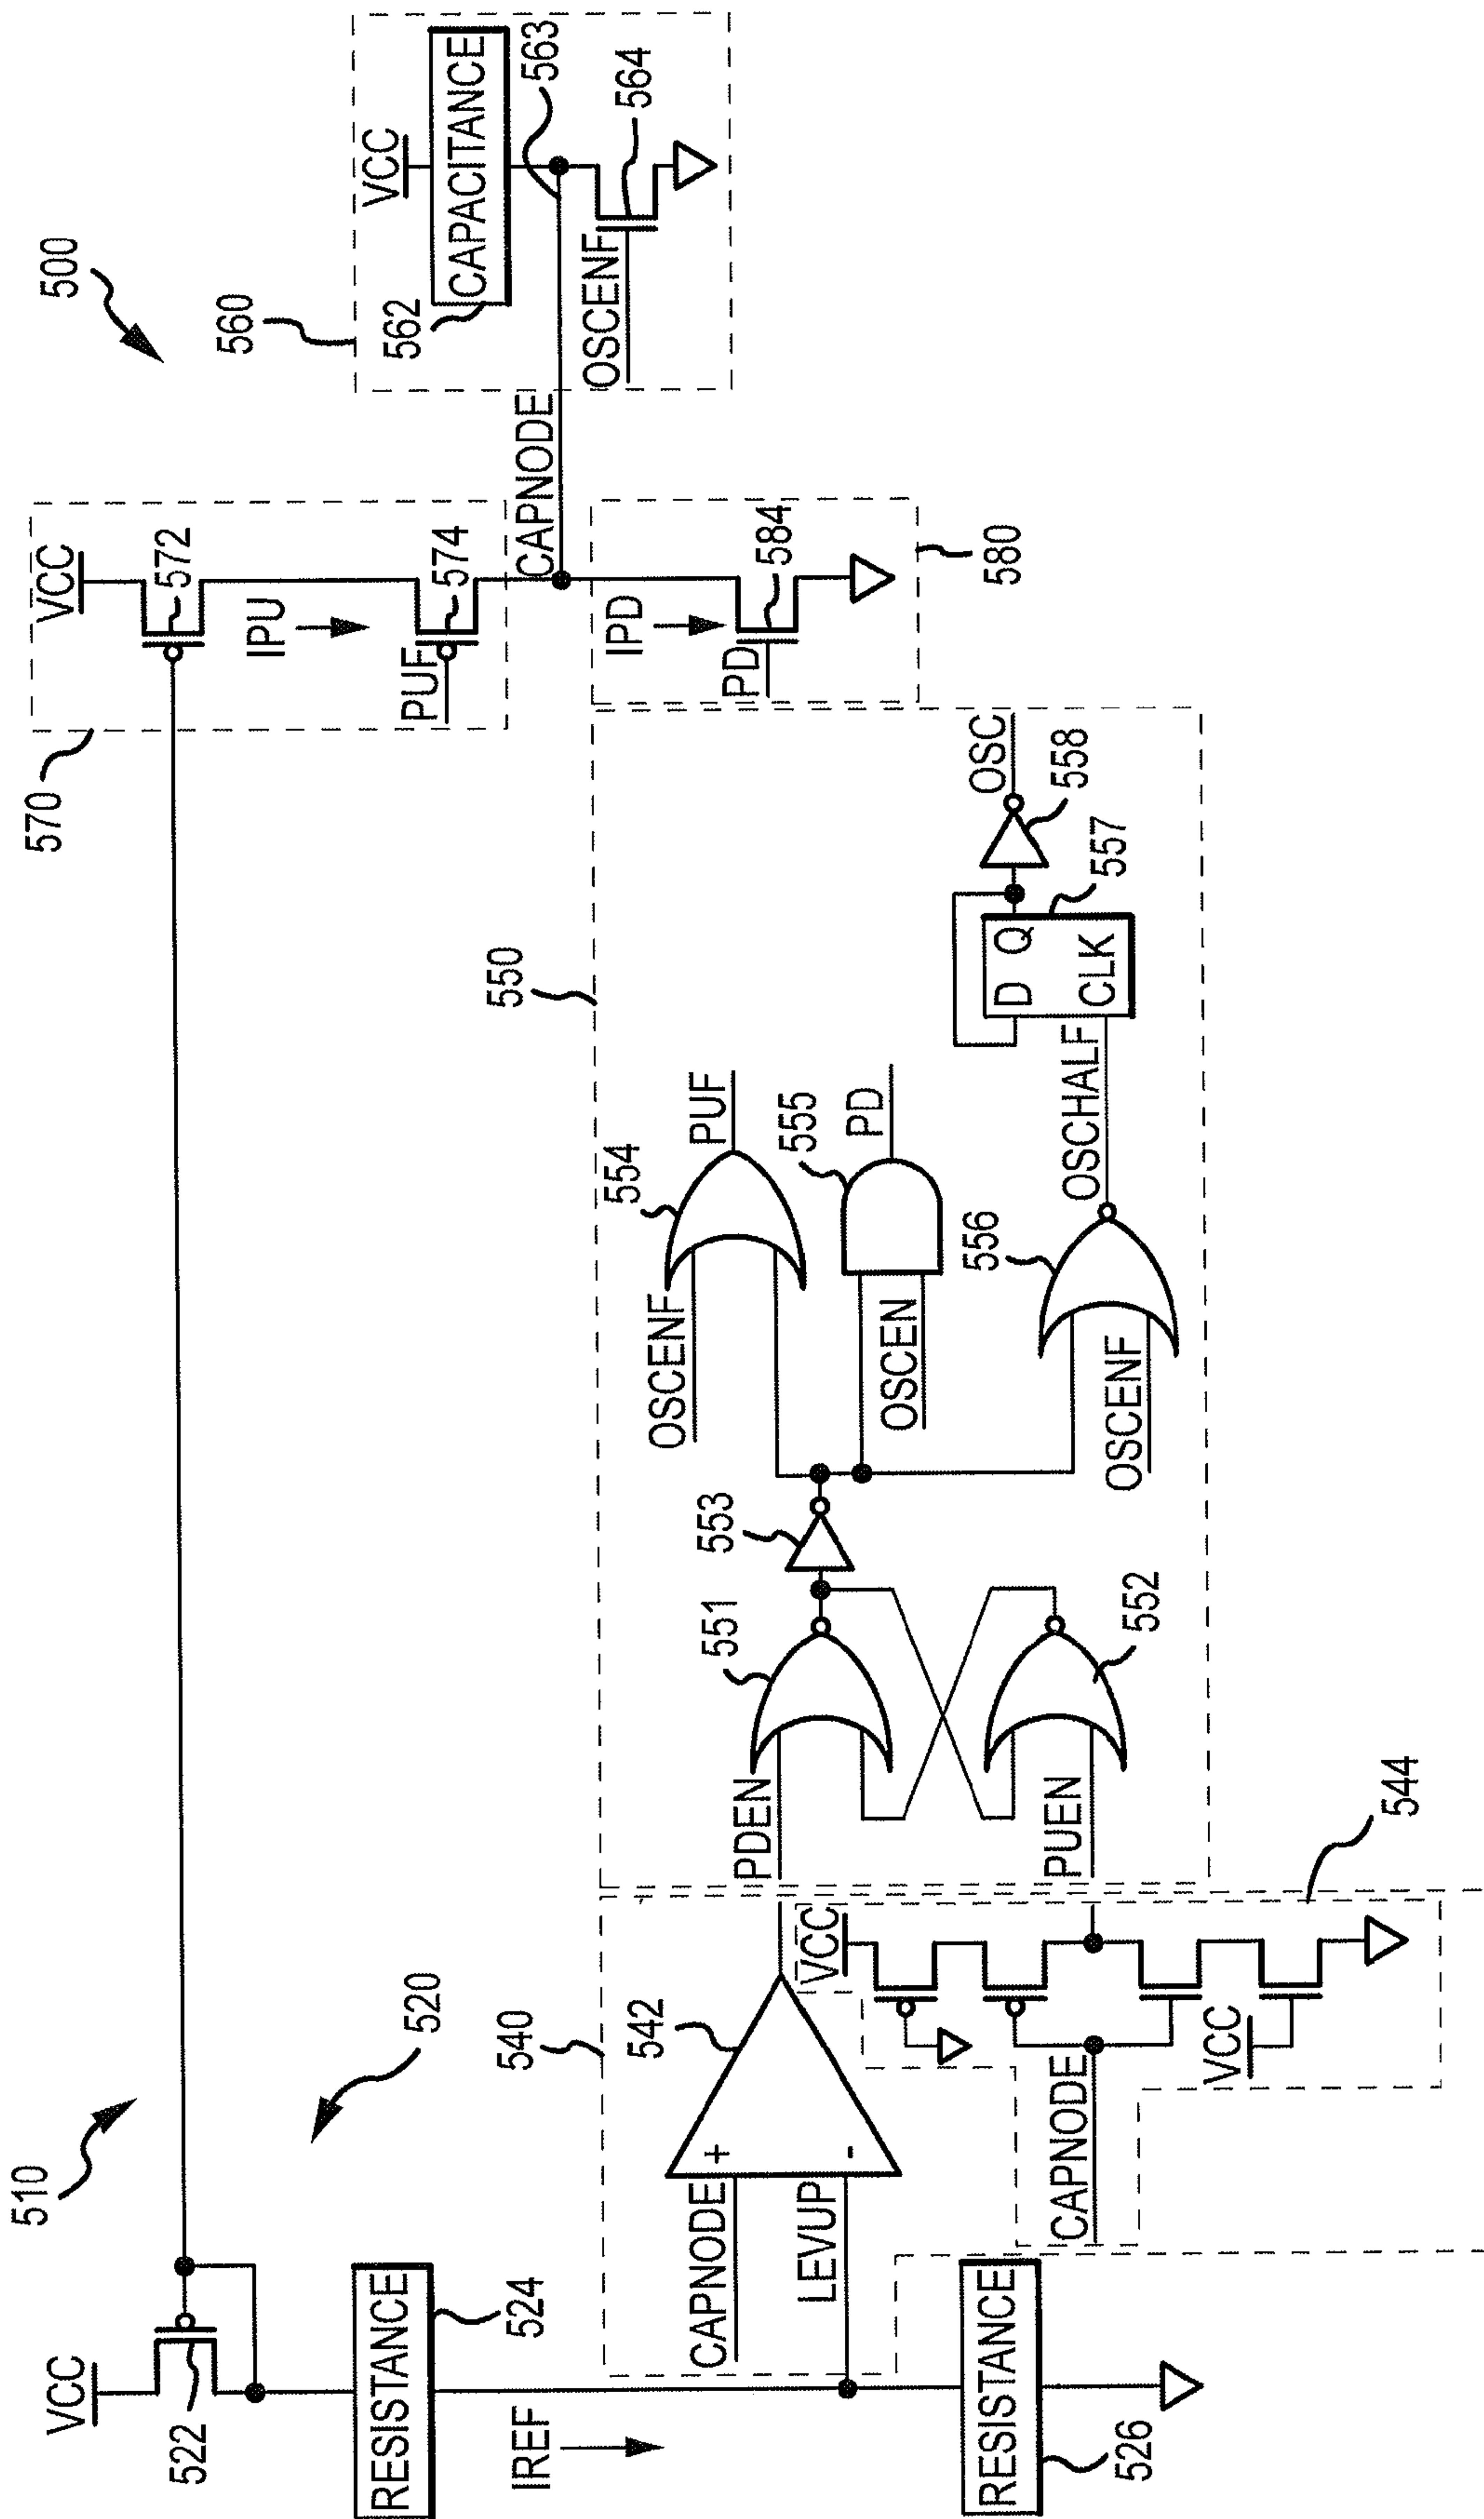 500
510
520
VCC
522
RESISTANCE
524
IREF
RESISTANCE
526
540
542
CAPNODE
+
LEVUP
-
VCC
CAPNODE
VCC
544
550
PDEN
551
PUEN
552
553
OSCENF
554
PUF
OSCEN
555
PD
OSCENF
556
OSCHALF
D
Q
CLK
557
558
OSC
570
VCC
572
IPU
PUF
574
CAPNODE
IPD
PD
584
580
560
VCC
CAPACITANCE
562
563
OSCENF
564